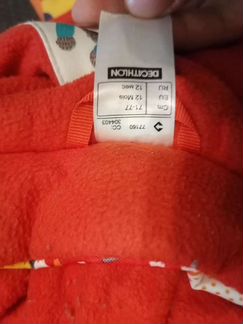 77160 CC:
304403
Cm 71-77
EU 12 Mois
RU 12 мес
DECATHLON